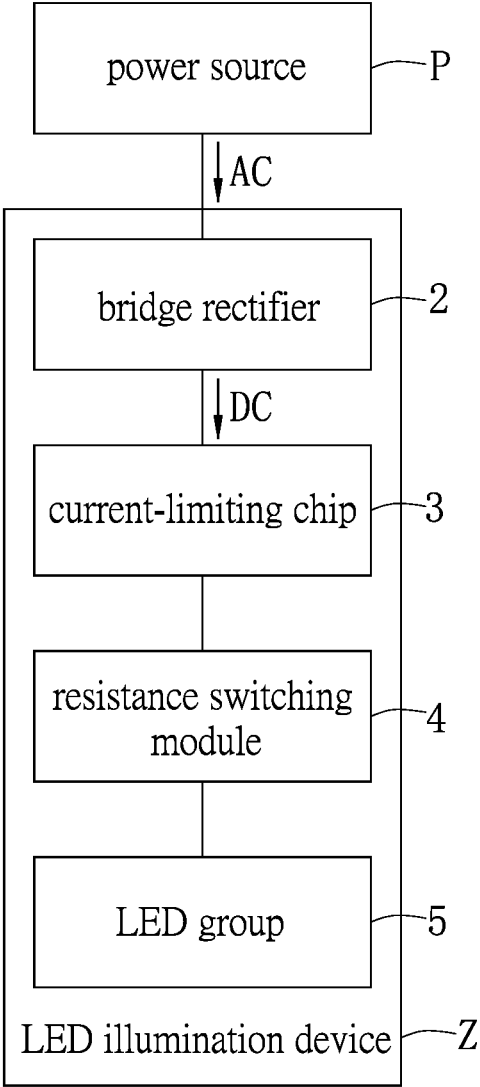 power source
P
AC
bridge rectifier
2
DC
current-limiting chip
3
resistance switching
module
4
LED group
5
LED illumination device
Z